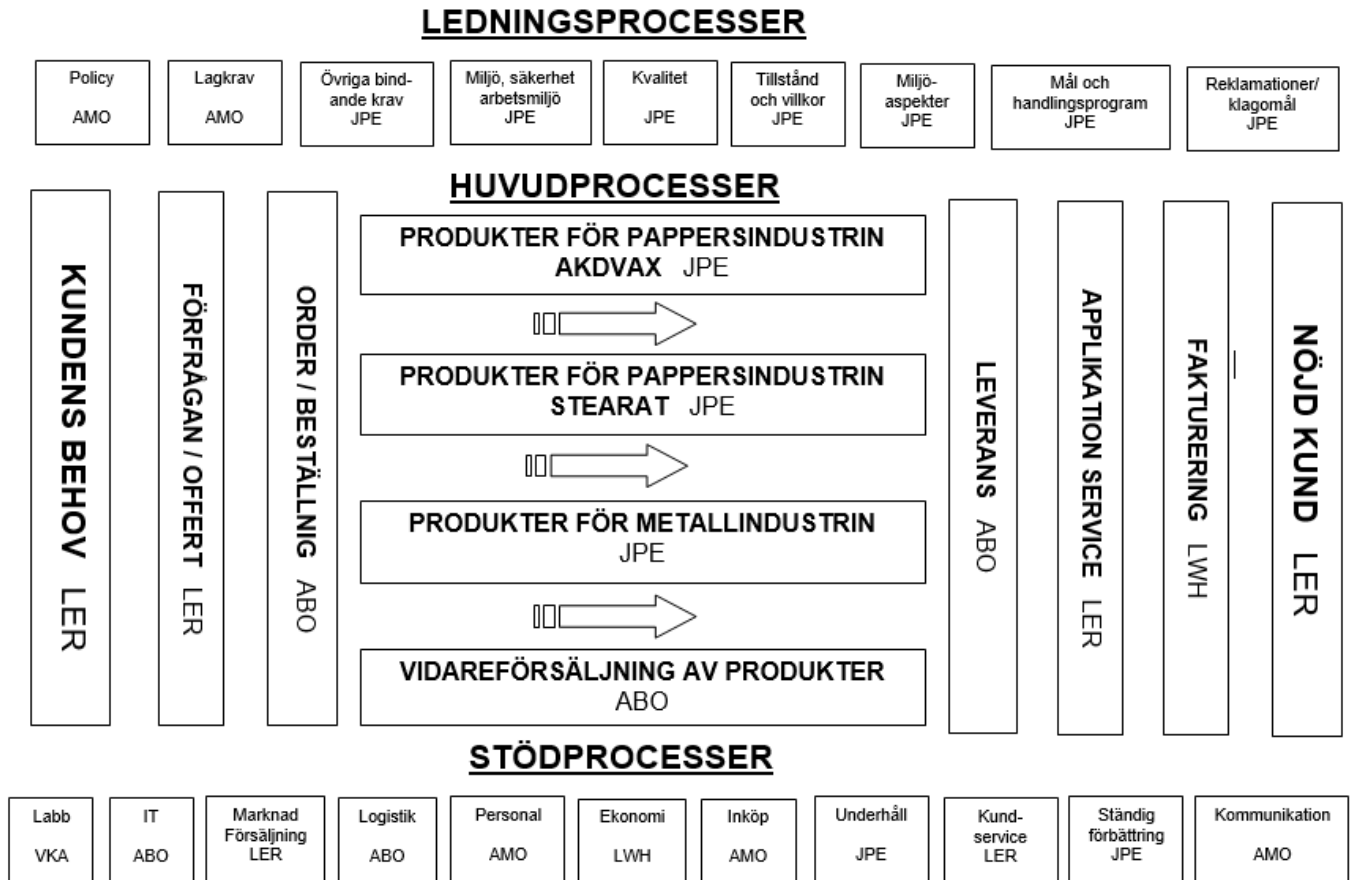 LEDNINGSPROCESSER
Policy
AMO
Lagkrav
AMO
Övriga bind-
ande krav
JPE
Miljö, säkerhet
arbetsmiljö
JPE
Kvalitet
JPE
Tillstånd
och villkor
JPE
Miljö-
aspekter
JPE
Mål och
handlingsprogram
JPE
Reklamationer/
klagomål
JPE
HUVUDPROCESSER
KUNDENS BEHOV LER
FÖRFRÅGAN / OFFERT LER
ORDER / BESTÄLLNIG ABO
PRODUKTER FÖR PAPPERSINDUSTRIN
AKDVAX JPE
PRODUKTER FÖR PAPPERSINDUSTRIN
STEARAT JPE
PRODUKTER FÖR METALLINDUSTRIN
JPE
VIDAREFÖRSÄLJNING AV PRODUKTER
ABO
LEVERANS ABO
APPLIKATION SERVICE LER
FAKTURERING LWH
NÖJD KUND LER
STÖDPROCESSER
Labb
VKA
IT
ABO
Marknad
Försäljning
LER
Logistik
ABO
Personal
AMO
Ekonomi
LWH
Inköp
AMO
Underhåll
JPE
Kund-
service
LER
Ständig
förbättring
JPE
Kommunikation
AMO